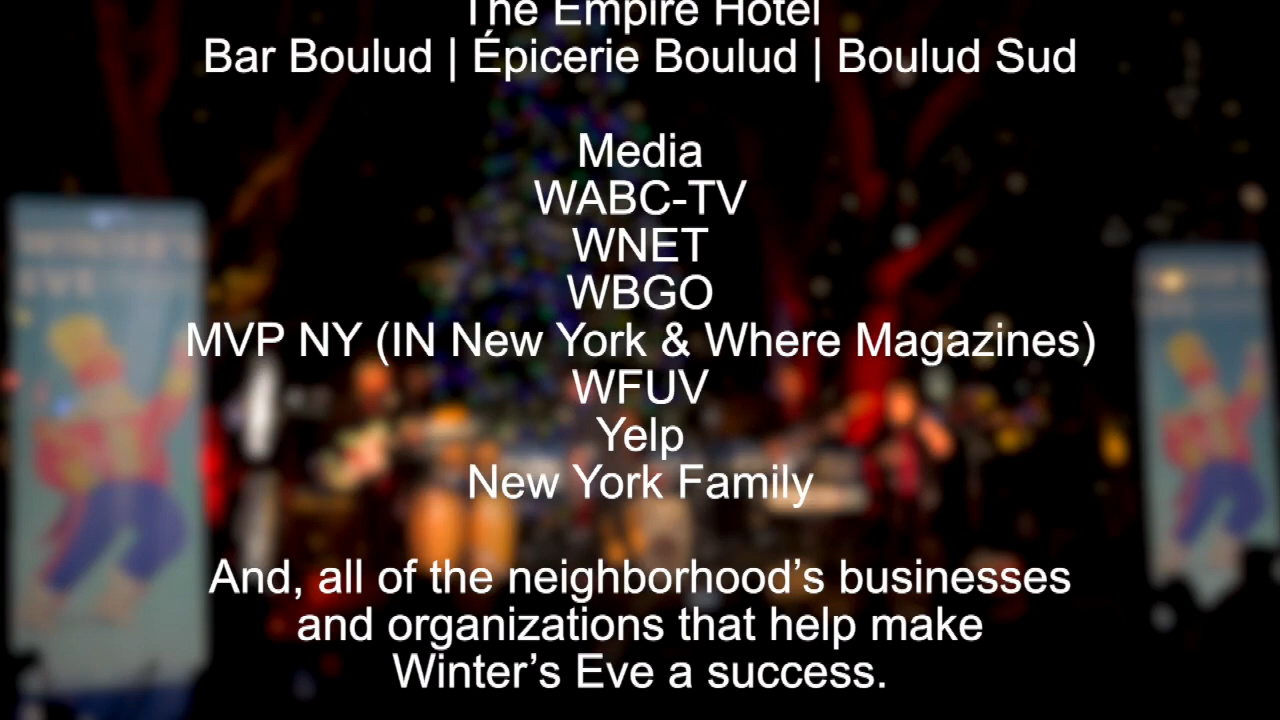 The Empire Hotel
Bar Boulud | Épicerie Boulud | Boulud Sud
Media
WABC-TV
WNET
WBGO
MVP NY (IN New York & Where Magazines)
WFUV
Yelp
New York Family
And, all of the neighborhood’s businesses
and organizations that help make
Winter’s Eve a success.
WINTER'S
EVE